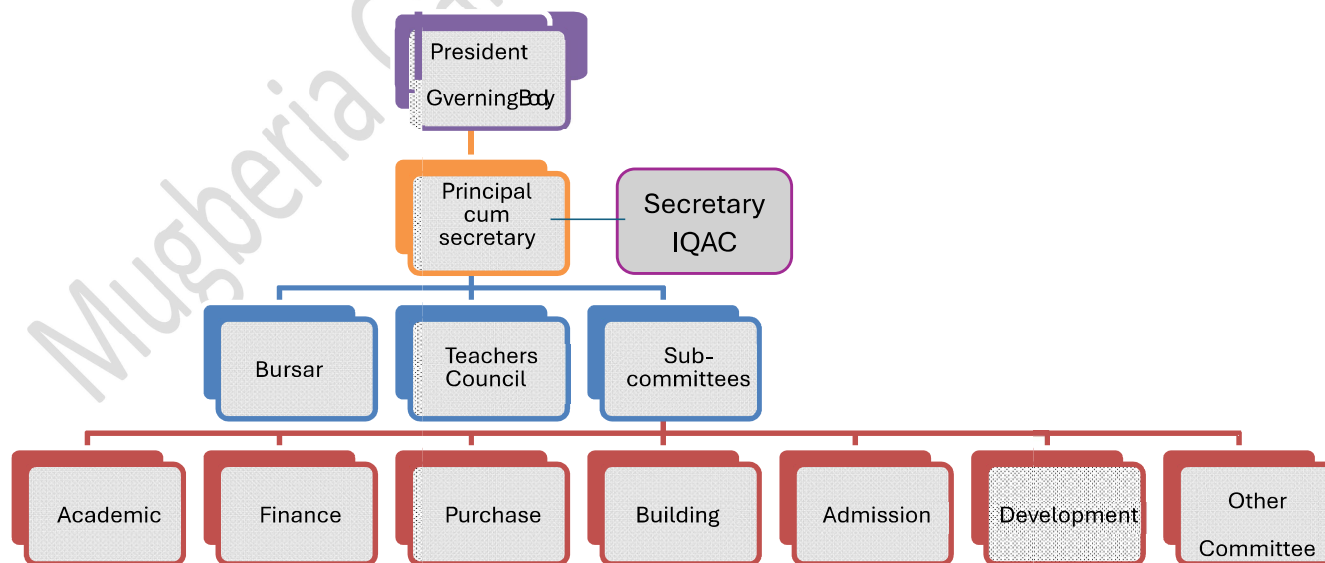 President
GverningBody
Principal
cum
secretary
Secretary
IQAC
Bursar
Teachers
Council
Sub-
committees
Academic
Finance
Purchase
Building
Admission
Development
Other
Committee
Mugberia